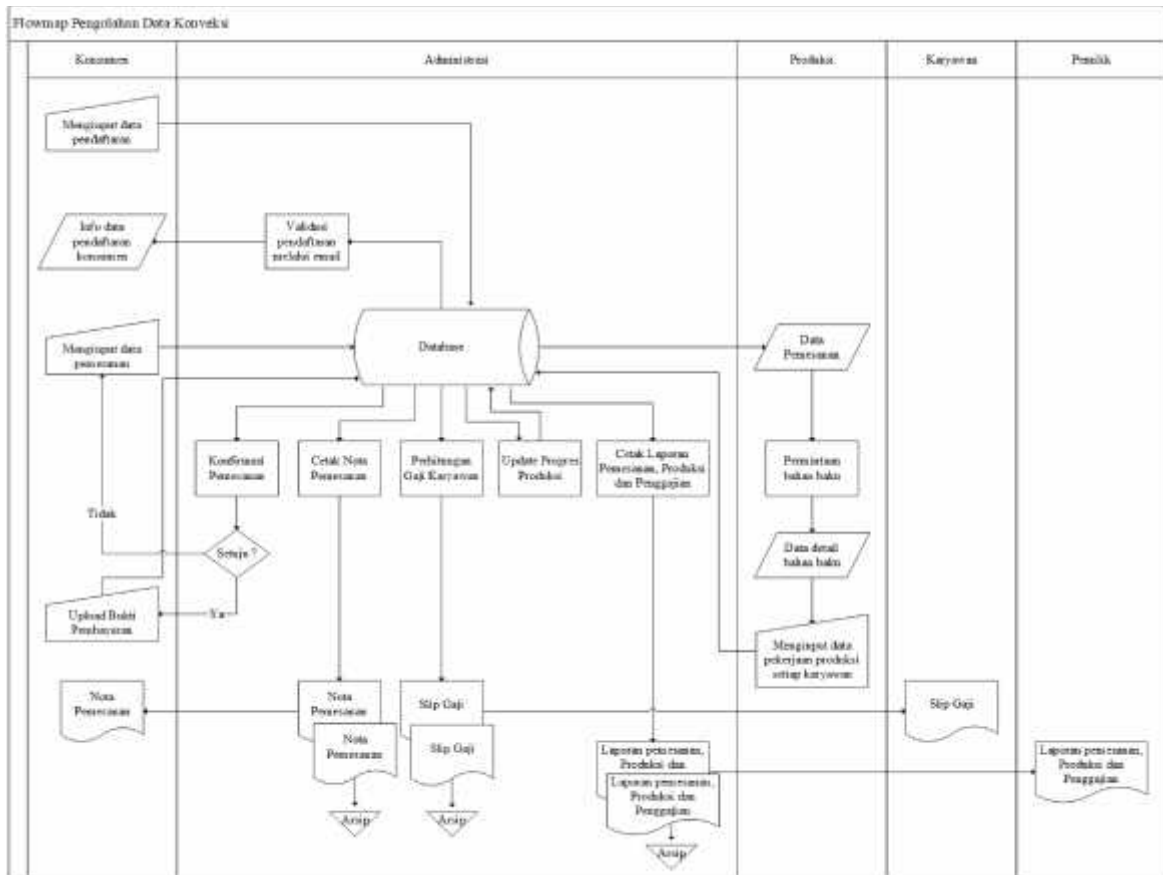 Flowmap Pengolahan Data Konveksi
Konsumen
Administrasi
Produksi
Karyawan
Pemilik
Menginput data
pendaftaran
Info data
pendaftaran
konsumen
Validasi
pendaftaran
melalui email
Menginput data
pemesanan
Database
Data
Pemesanan
Konfirmasi
Pemesanan
Cetak Nota
Pemesanan
Perhitungan
Gaji Karyawan
Update Progres
Produksi
Cetak Laporan
Pemesanan, Produksi
dan Penggajian
Permintaan
bahan baku
Tidak
Setuju ?
Data detail
bahan baku
Ya
Upload Bukti
Pembayaran
Menginput data
pekerjaan produksi
setiap karyawan
Nota
Pemesanan
Nota
Pemesanan
Nota
Pemesanan
Slip Gaji
Slip Gaji
Slip Gaji
Laporan pemesanan,
Produksi dan
Laporan pemesanan,
Produksi dan
Penggajian
Laporan pemesanan,
Produksi dan
Penggajian
Arsip
Arsip
Arsip